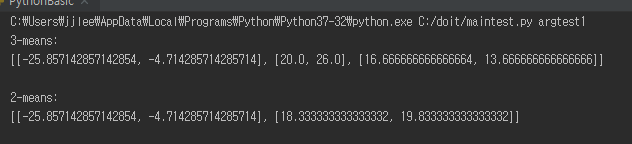 PythonBasic
C:₩Users₩jjlee₩AppData₩Local₩Programs₩Python₩Python37-32₩python.exe C:/doit/maintest.py argtest1
3-means:
[[-25.857142857142854, -4.714285714285714], [20.0, 26.0], [16.666666666666664, 13.666666666666666]]
2-means:
[[-25.857142857142854, -4.714285714285714], [18.333333333333332, 19.833333333333332]]